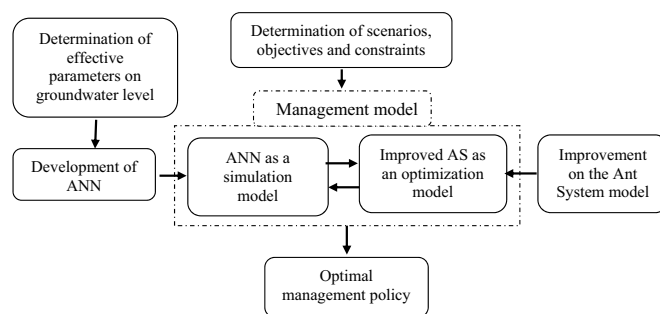 Determination of
effective
parameters on
groundwater level
Determination of scenarios,
objectives and constraints
Management model
Development of
ANN
ANN as a
simulation
model
Improved AS as
an optimization
model
Improvement
on the Ant
System model
Optimal
management policy